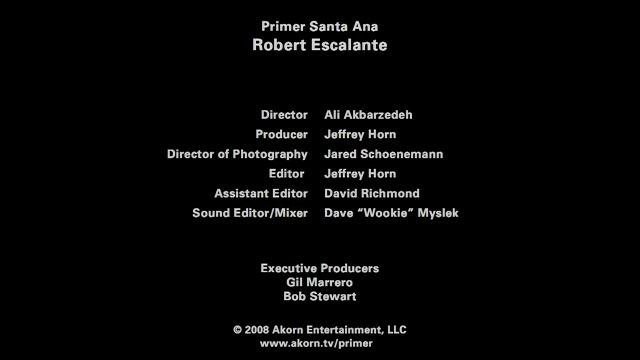 Primer Santa Ana
Robert Escalante
Director Ali Akbarzedeh
Producer Jeffrey Horn
Director of Photography Jared Schoenemann
Editor Jeffrey Horn
Assistant Editor David Richmond
Sound Editor/Mixer Dave “Wookie” Myslek
Executive Producers
Gil Marrero
Bob Stewart
© 2008 Akorn Entertainment, LLC
www.akorn.tv/primer